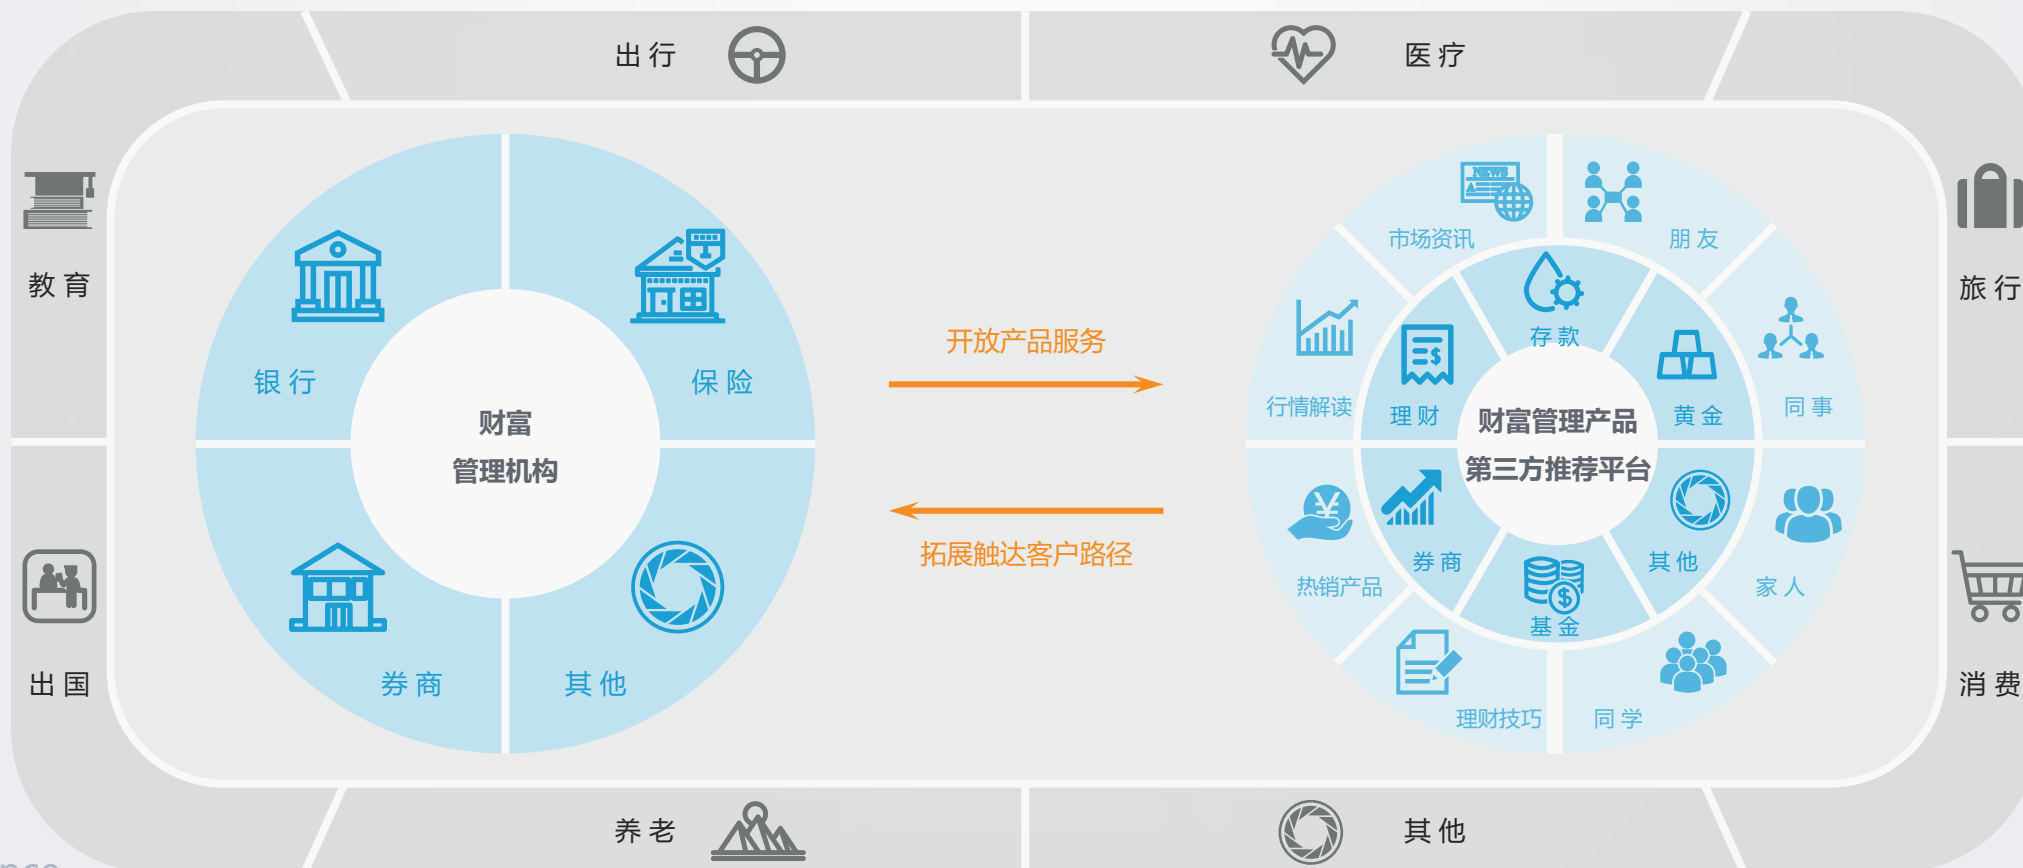 出行
医疗
教育
旅行
出国
消费
养老
其他
银行
保险
财富
管理机构
券商
其他
开放产品服务
拓展触达客户路径
NEWS
市场资讯
朋友
行情解读
同事
热销产品
家人
理财技巧
同学
存款
理财
黄金
财富管理产品
第三方推荐平台
券商
其他
基金